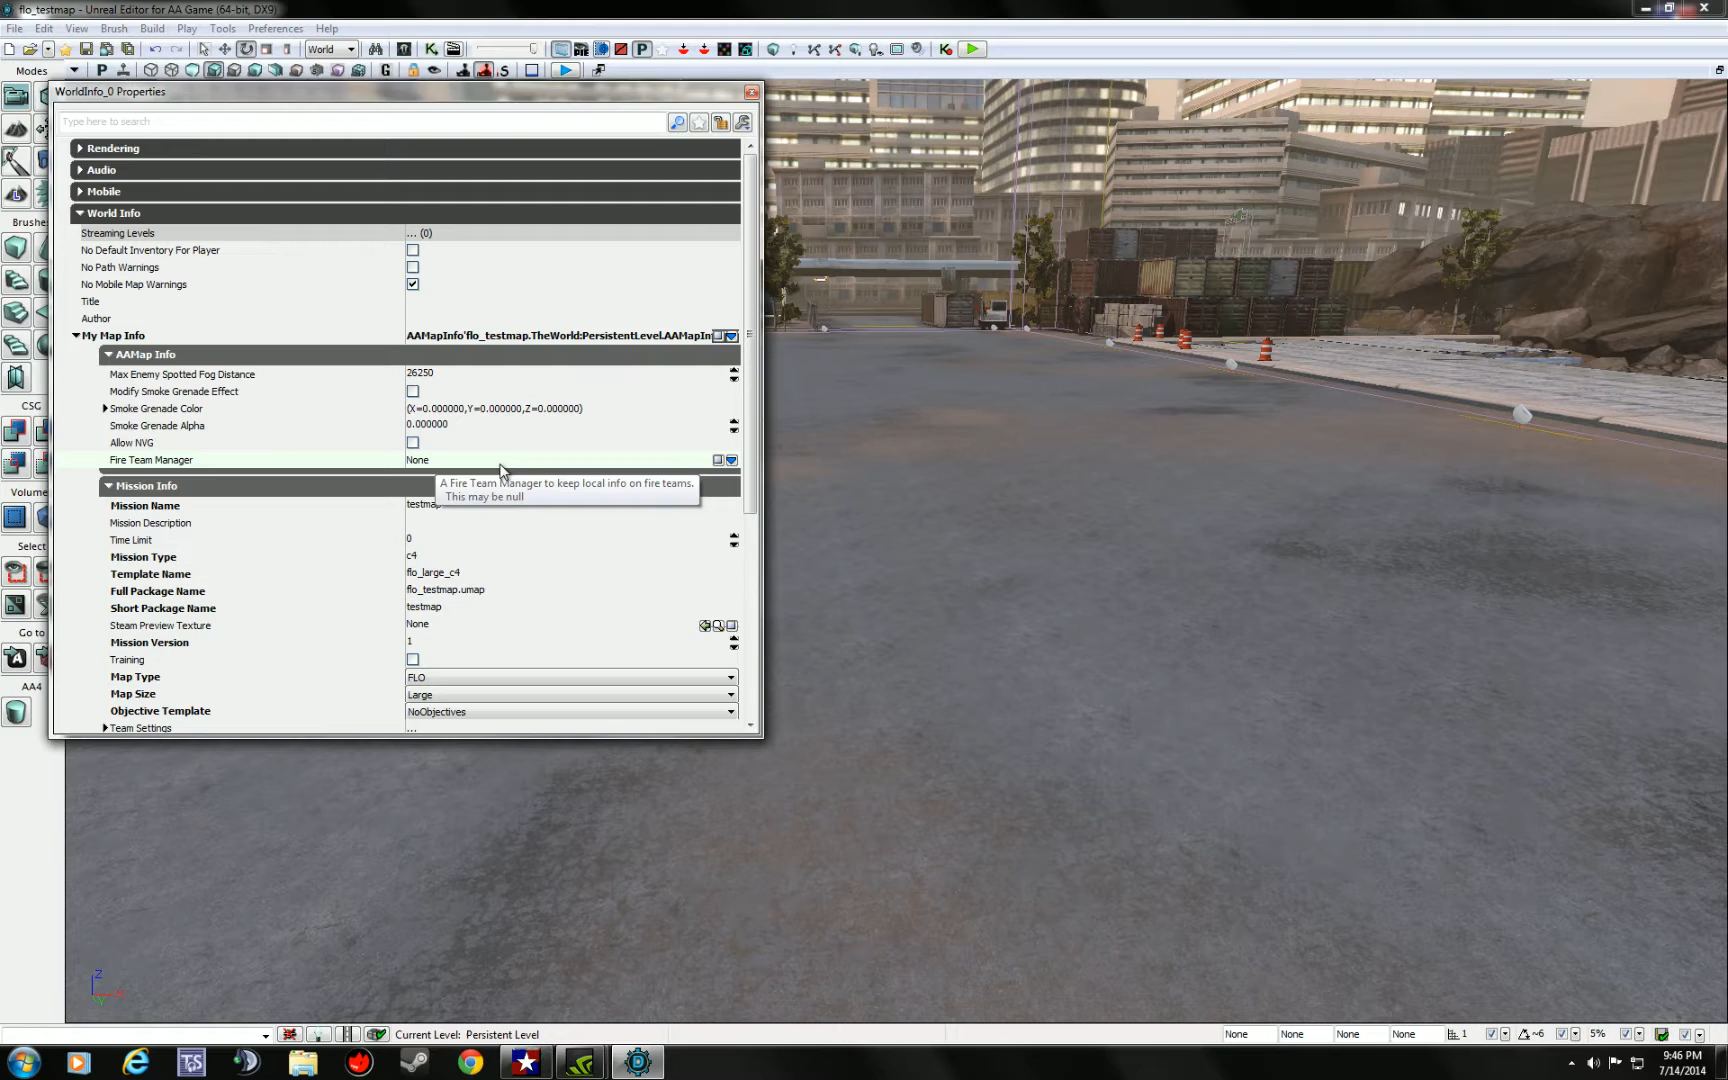 flo_testmap - Unreal Editor for AA Game (64-bit, DX9)
File Edit View Brush Build Play Tools Preferences Help
World
Modes
WorldInfo_0 Properties
Type here to search
Rendering
Audio
Mobile
World Info
Streaming Levels ... (0)
No Default Inventory For Player
No Path Warnings
No Mobile Map Warnings
Title
Author
My Map Info AAMapInfo'flo_testmap.TheWorld:PersistentLevel.AAMapInf
AAMap Info
Max Enemy Spotted Fog Distance 26250
Modify Smoke Grenade Effect
Smoke Grenade Color (X=0.000000,Y=0.000000,Z=0.000000)
Smoke Grenade Alpha 0.000000
Allow NVG
Fire Team Manager None
A Fire Team Manager to keep local info on fire teams.
This may be null
Mission Info
Mission Name testmap
Mission Description
Time Limit 0
Mission Type c4
Template Name flo_large_c4
Full Package Name flo_testmap.umap
Short Package Name testmap
Steam Preview Texture None
Mission Version 1
Training
Map Type FLO
Map Size Large
Objective Template NoObjectives
Team Settings ...
Brushes
CSG
Volume
Select
Go to
AA4
Z
X
Y
Current Level: Persistent Level
None None None None 1 ~6 5%
9:46 PM
7/14/2014